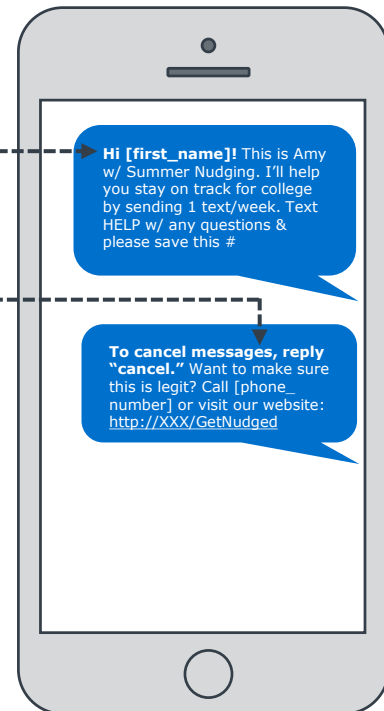 Hi [first_name]! This is Amy
w/ Summer Nudging. I’ll help
you stay on track for college
by sending 1 text/week. Text
HELP w/ any questions &
please save this #
To cancel messages, reply
“cancel.” Want to make sure
this is legit? Call [phone_
number] or visit our website:
http://XXX/GetNudged